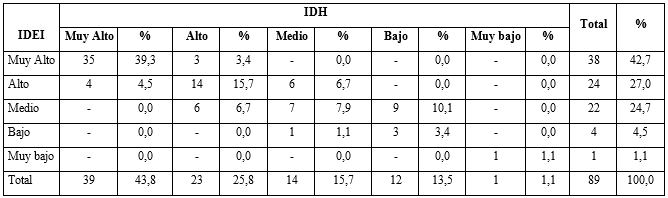 IDH
IDEI Muy Alto % Alto % Medio % Bajo % Muy bajo % Total %
Muy Alto 35 39,3 3 3,4 - 0,0 - 0,0 - 0,0 38 42,7
Alto 4 4,5 14 15,7 6 6,7 - 0,0 - 0,0 24 27,0
Medio - 0,0 6 6,7 7 7,9 9 10,1 - 0,0 22 24,7
Bajo - 0,0 - 0,0 1 1,1 3 3,4 - 0,0 4 4,5
Muy bajo - 0,0 - 0,0 - 0,0 - 0,0 1 1,1 1 1,1
Total 39 43,8 23 25,8 14 15,7 12 13,5 1 1,1 89 100,0